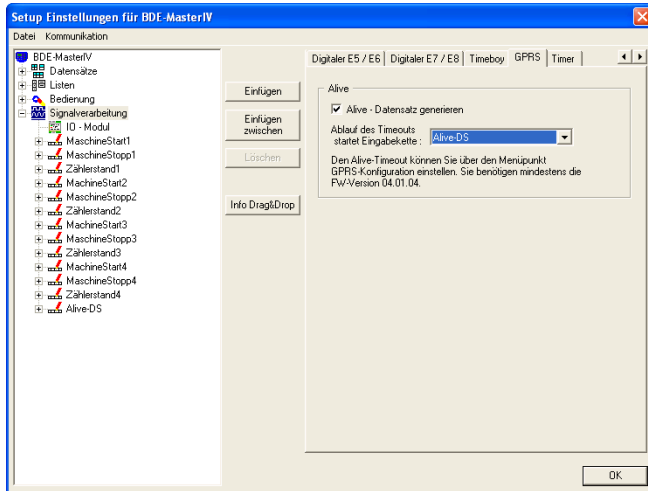 Setup Einstellungen für BDE-MasterIV
Datei Kommunikation
BDE-MasterIV
Datensätze
Listen
Bedienung
Signalverarbeitung
IO - Modul
MaschineStart1
MaschineStopp1
Zählerstand1
MachineStart2
MaschineStopp2
Zählerstand2
MachineStart3
MaschineStopp3
Zählerstand3
MachineStart4
MaschineStopp4
Zählerstand4
Alive-DS
Einfügen
Einfügen
zwischen
Löschen
Info Drag&Drop
Digitaler E5 / E6 Digitaler E7 / E8 Timeboy GPRS Timer
Alive
Alive - Datensatz generieren
Ablauf des Timeouts
startet Eingabekette : Alive-DS
Den Alive-Timeout können Sie über den Menüpunkt
GPRS-Konfiguration einstellen. Sie benötigen mindestens die
FW-Version 04.01.04.
OK